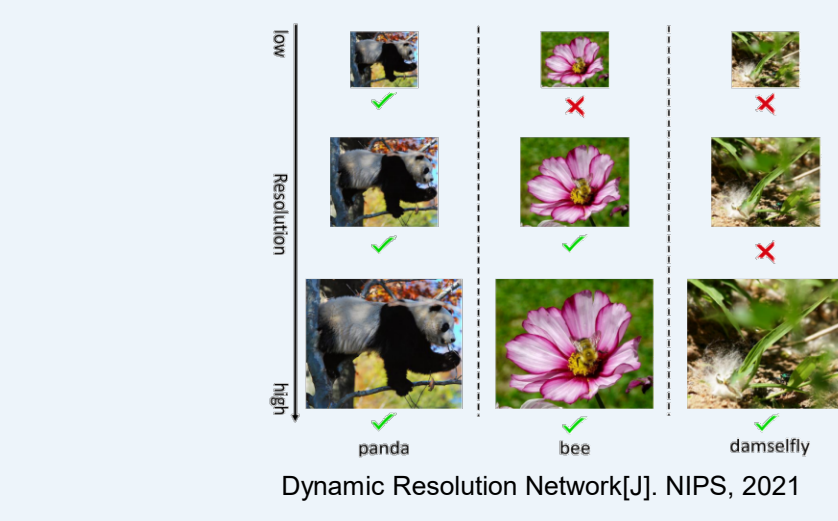 low
Resolution
high
panda
bee
damselfly
Dynamic Resolution Network[J]. NIPS, 2021